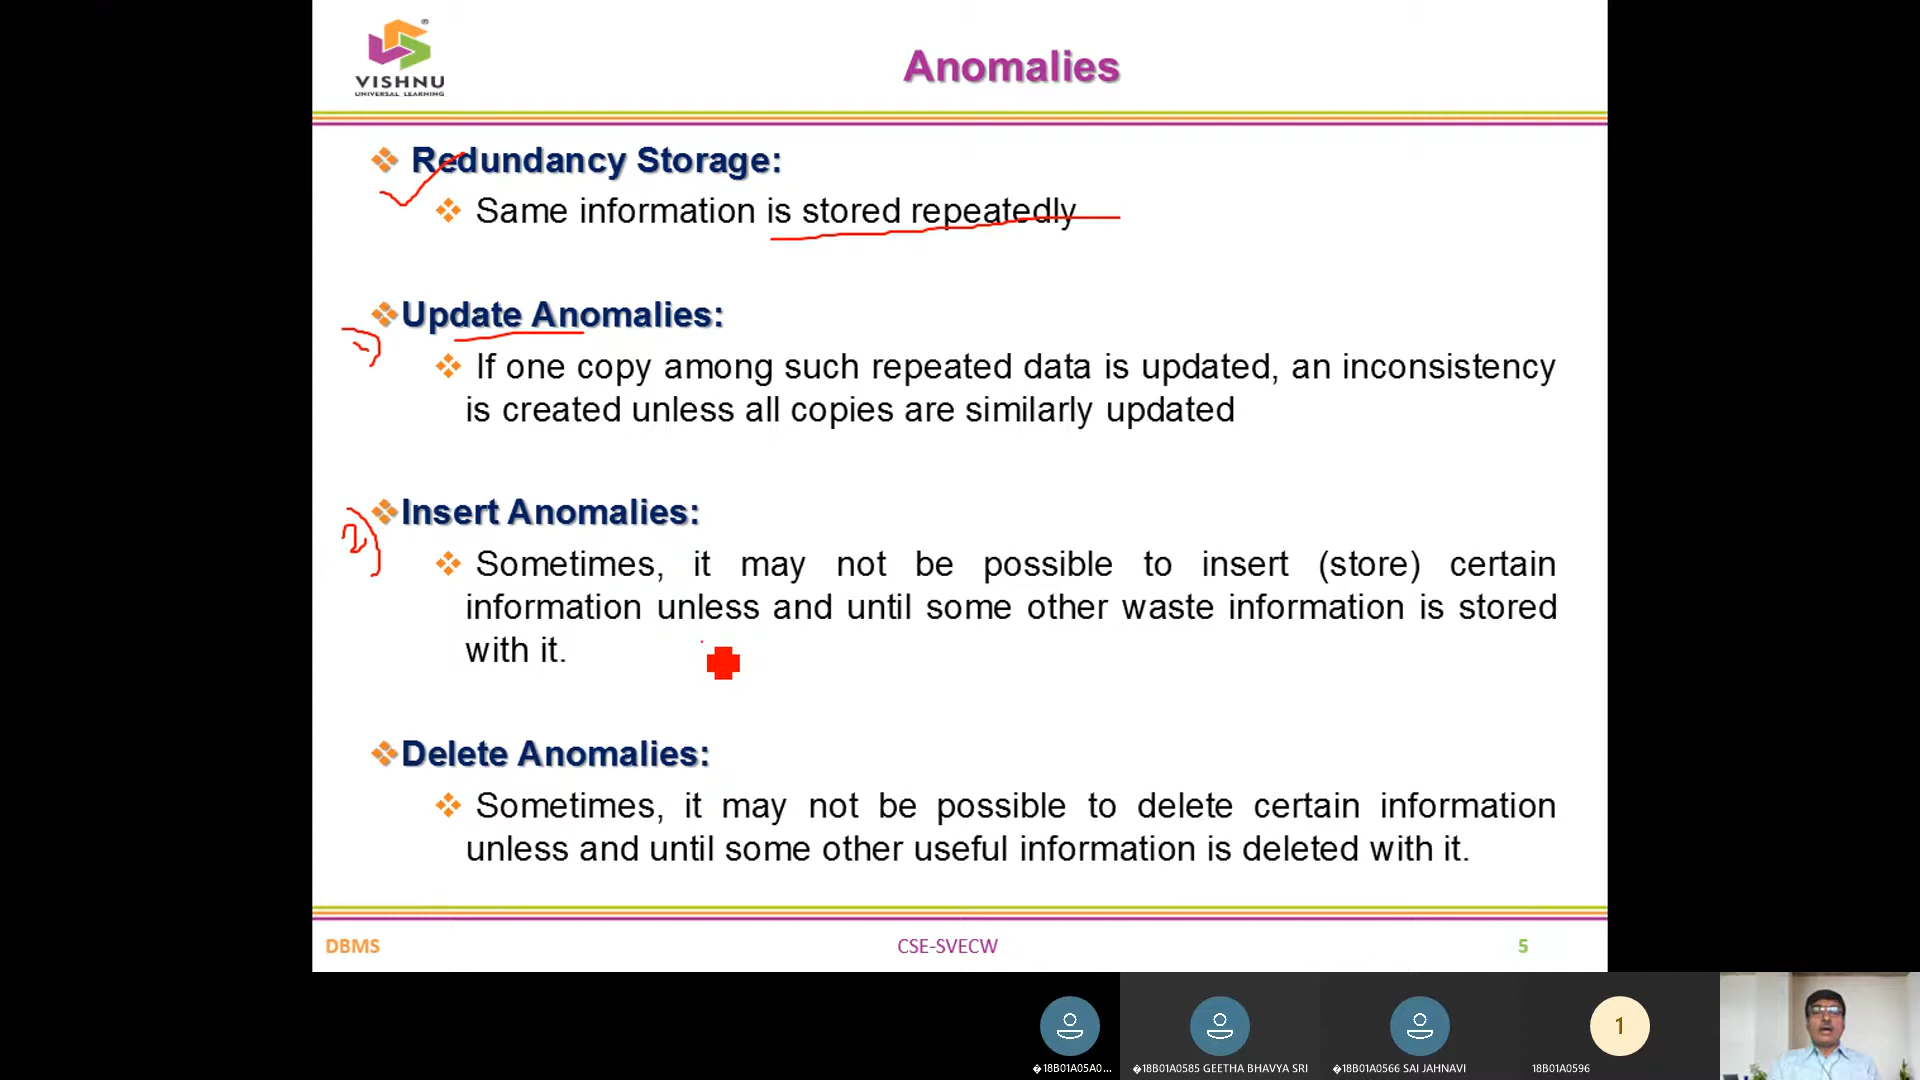 VISHNU
UNIVERSAL LEARNING
Anomalies
Redundancy Storage:
Same information is stored repeatedly
Update Anomalies:
If one copy among such repeated data is updated, an inconsistency
is created unless all copies are similarly updated
Insert Anomalies:
Sometimes, it may not be possible to insert (store) certain
information unless and until some other waste information is stored
with it.
Delete Anomalies:
Sometimes, it may not be possible to delete certain information
unless and until some other useful information is deleted with it.
DBMS
CSE-SVECW
5
1
18B01A05A0...
18B01A0585 GEETHA BHAVYA SRI
18B01A0566 SAI JAHNAVI
18B01A0596